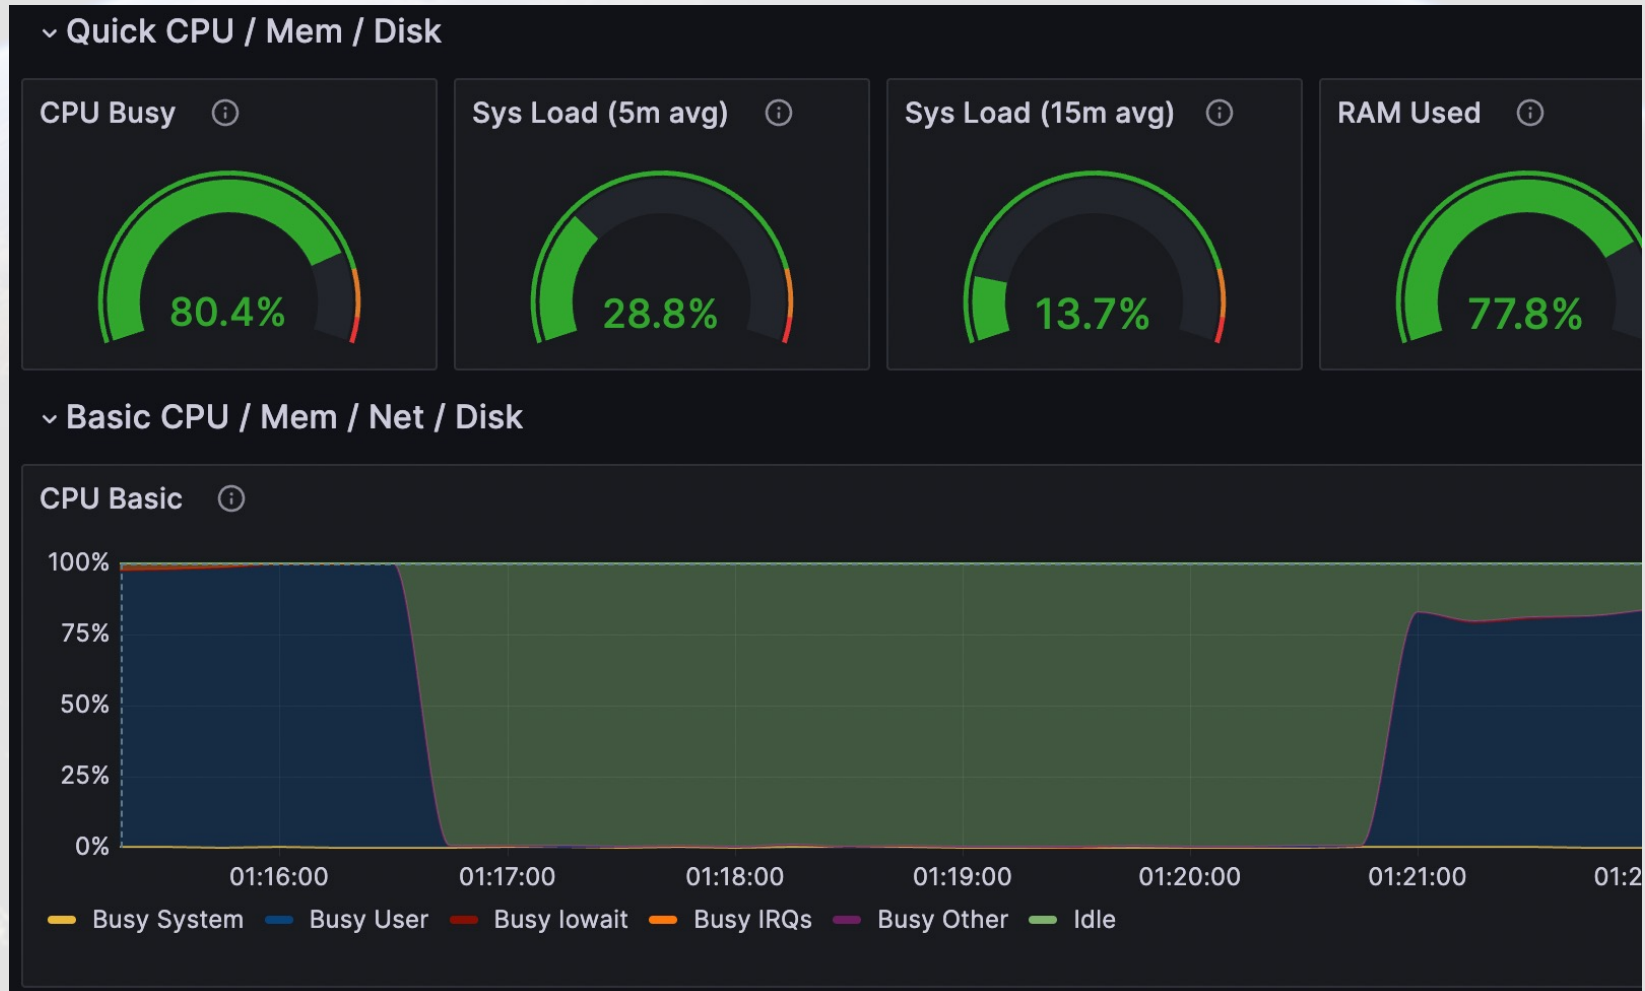 Quick CPU / Mem / Disk
CPU Busy
Sys Load (5m avg)
Sys Load (15m avg)
RAM Used
80.4%
28.8%
13.7%
77.8%
Basic CPU / Mem / Net / Disk
CPU Basic
100%
75%
50%
25%
0%
01:16:00 01:17:00 01:18:00 01:19:00 01:20:00 01:21:00
Busy System Busy User Busy Iowait Busy IRQs Busy Other Idle